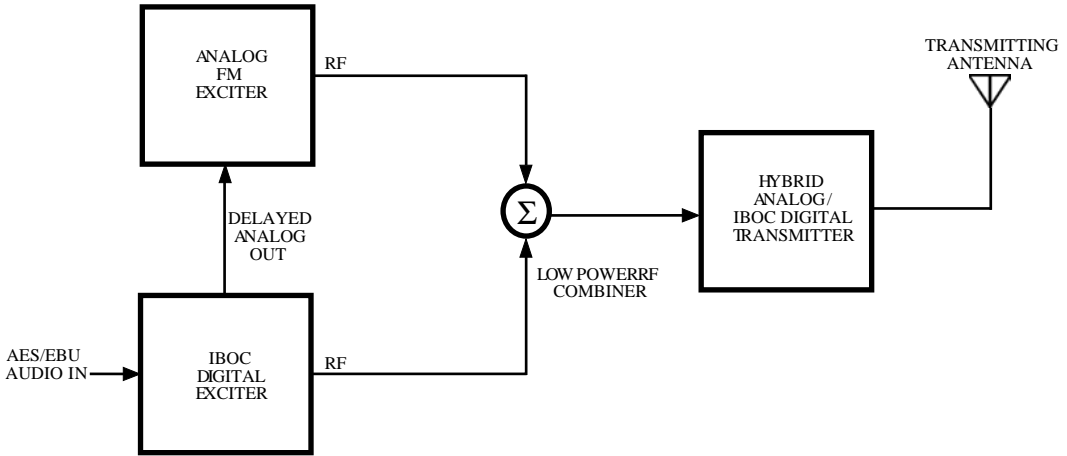 ANALOG
FM
EXCITER
RF
TRANSMITTING
ANTENNA
HYBRID
ANALOG/
IBOC DIGITAL
TRANSMITTER
Σ
DELAYED
ANALOG
OUT
LOW POWERRF
COMBINER
AES/EBU
AUDIO IN
IBOC
DIGITAL
EXCITER
RF